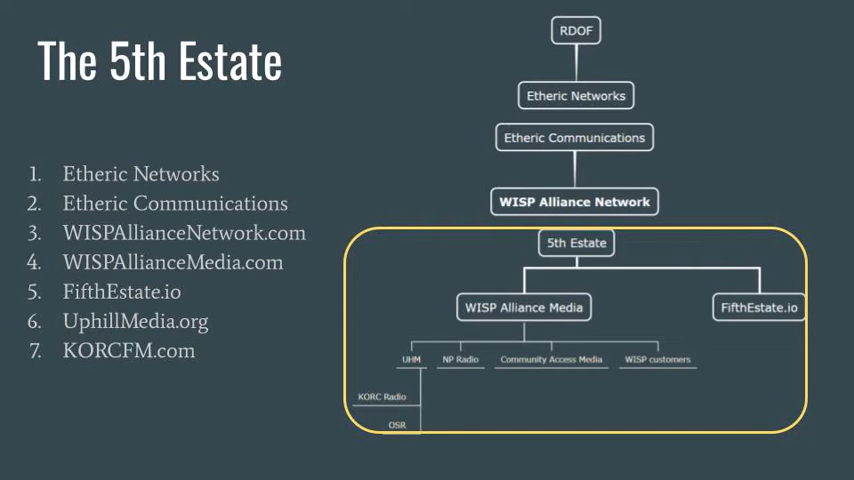 The 5th Estate
1. Etheric Networks
2. Etheric Communications
3. WISPAllianceNetwork.com
4. WISPAllianceMedia.com
5. FifthEstate.io
6. UphillMedia.org
7. KORCFM.com
RDOF
Etheric Networks
Etheric Communications
WISP Alliance Network
5th Estate
WISP Alliance Media
FifthEstate.io
UHM
NP Radio
Community Access Media
WISP customers
KORC Radio
OSR